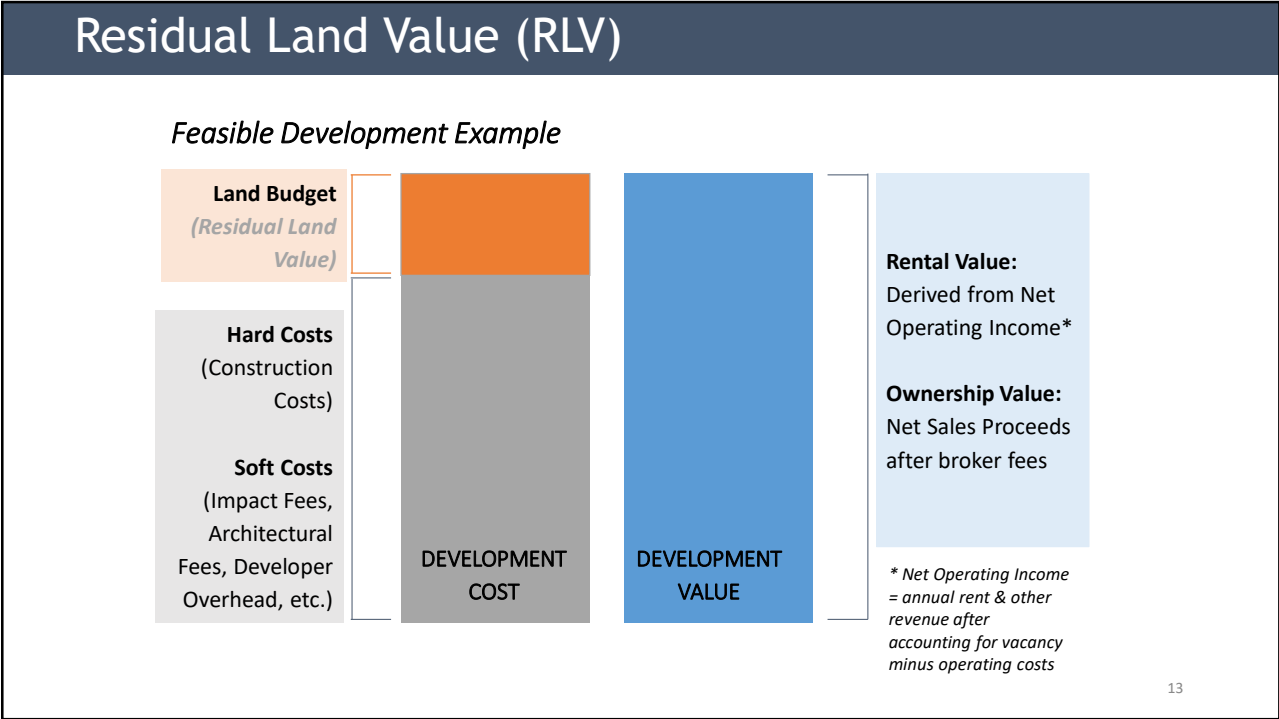 Residual Land Value (RLV)
Feasible Development Example
Land Budget
(Residual Land
Value)
Hard Costs
(Construction
Costs)
Soft Costs
(Impact Fees,
Architectural
Fees, Developer
Overhead, etc.)
DEVELOPMENT
COST
DEVELOPMENT
VALUE
Rental Value:
Derived from Net
Operating Income*
Ownership Value:
Net Sales Proceeds
after broker fees
* Net Operating Income
= annual rent & other
revenue after
accounting for vacancy
minus operating costs
13